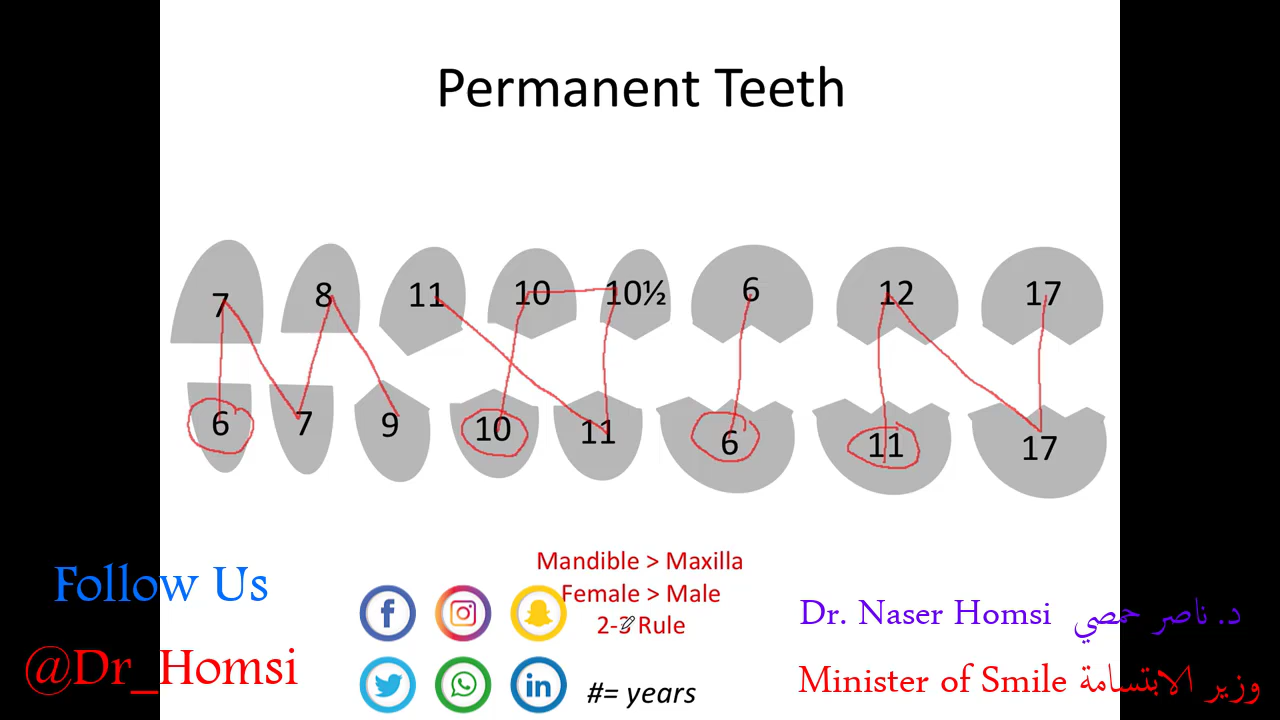 Permanent Teeth
7 8 11 10 10½ 6 12 17
6 7 9 10 11 6 11 17
Mandible > Maxilla
Female > Male
2-3 Rule
#= years
Follow Us
@Dr_Homsi
Dr. Naser Homsi د. ناصر حمصي
Minister of Smile وزير الابتسامة